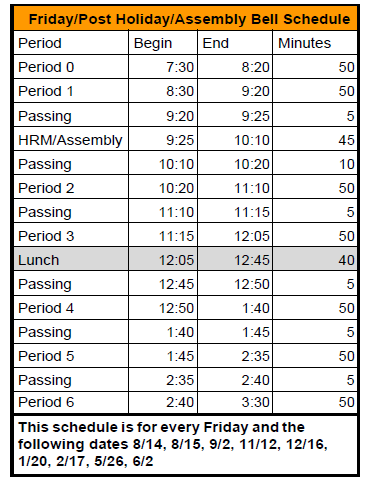 Friday/Post Holiday/Assembly Bell Schedule
Period Begin End Minutes
Period 0 7:30 8:20 50
Period 1 8:30 9:20 50
Passing 9:20 9:25 5
HRM/Assembly 9:25 10:10 45
Passing 10:10 10:20 10
Period 2 10:20 11:10 50
Passing 11:10 11:15 5
Period 3 11:15 12:05 50
Lunch 12:05 12:45 40
Passing 12:45 12:50 5
Period 4 12:50 1:40 50
Passing 1:40 1:45 5
Period 5 1:45 2:35 50
Passing 2:35 2:40 5
Period 6 2:40 3:30 50
This schedule is for every Friday and the
following dates 8/14, 8/15, 9/2, 11/12, 12/16,
1/20, 2/17, 5/26, 6/2